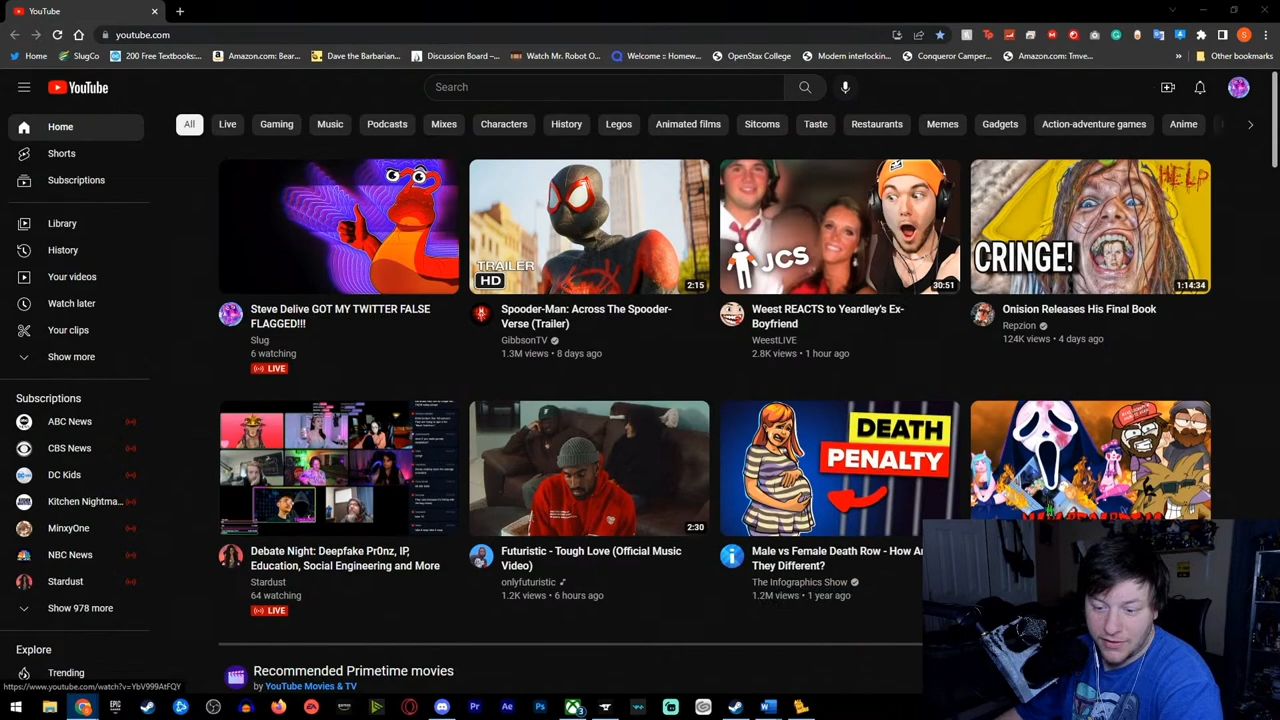 YouTube
youtube.com
Home
SlugCo
200 Free Textbooks:...
Amazon.com: Bear...
Dave the Barbarian...
Discussion Board –...
Watch Mr. Robot O...
Welcome :: Homew...
OpenStax College
Modern interlockin...
Conqueror Camper...
Amazon.com: Tmve...
»
Other bookmarks
YouTube
Search
All
Live
Gaming
Music
Podcasts
Mixes
Characters
History
Legos
Animated films
Sitcoms
Taste
Restaurants
Memes
Gadgets
Action-adventure games
Anime
Home
Shorts
Subscriptions
Library
History
Your videos
Watch later
Your clips
Show more
Subscriptions
ABC News
CBS News
DC Kids
Kitchen Nightma...
MinxyOne
NBC News
Stardust
Show 978 more
Explore
Trending
https://www.youtube.com/watch?v=YbV999AtFQY
Steve Delive GOT MY TWITTER FALSE
FLAGGED!!!
Slug
6 watching
LIVE
TRAILER
HD
2:15
Spooder-Man: Across The Spooder-
Verse (Trailer)
GibbsonTV
1.3M views • 8 days ago
JCS
30:51
Weest REACTS to Yeardley's Ex-
Boyfriend
WeestLIVE
2.8K views • 1 hour ago
HELP
CRINGE!
1:14:34
Onision Releases His Final Book
Repzion
124K views • 4 days ago
Debate Night: Deepfake Pr0nz, IP,
Education, Social Engineering and More
Stardust
64 watching
LIVE
2:30
Futuristic - Tough Love (Official Music
Video)
onlyfuturistic
1.2K views • 6 hours ago
DEATH
PENALTY
Male vs Female Death Row - How
They Different?
The Infographics Show
1.2M views • 1 year ago
Recommended Primetime movies
by YouTube Movies & TV